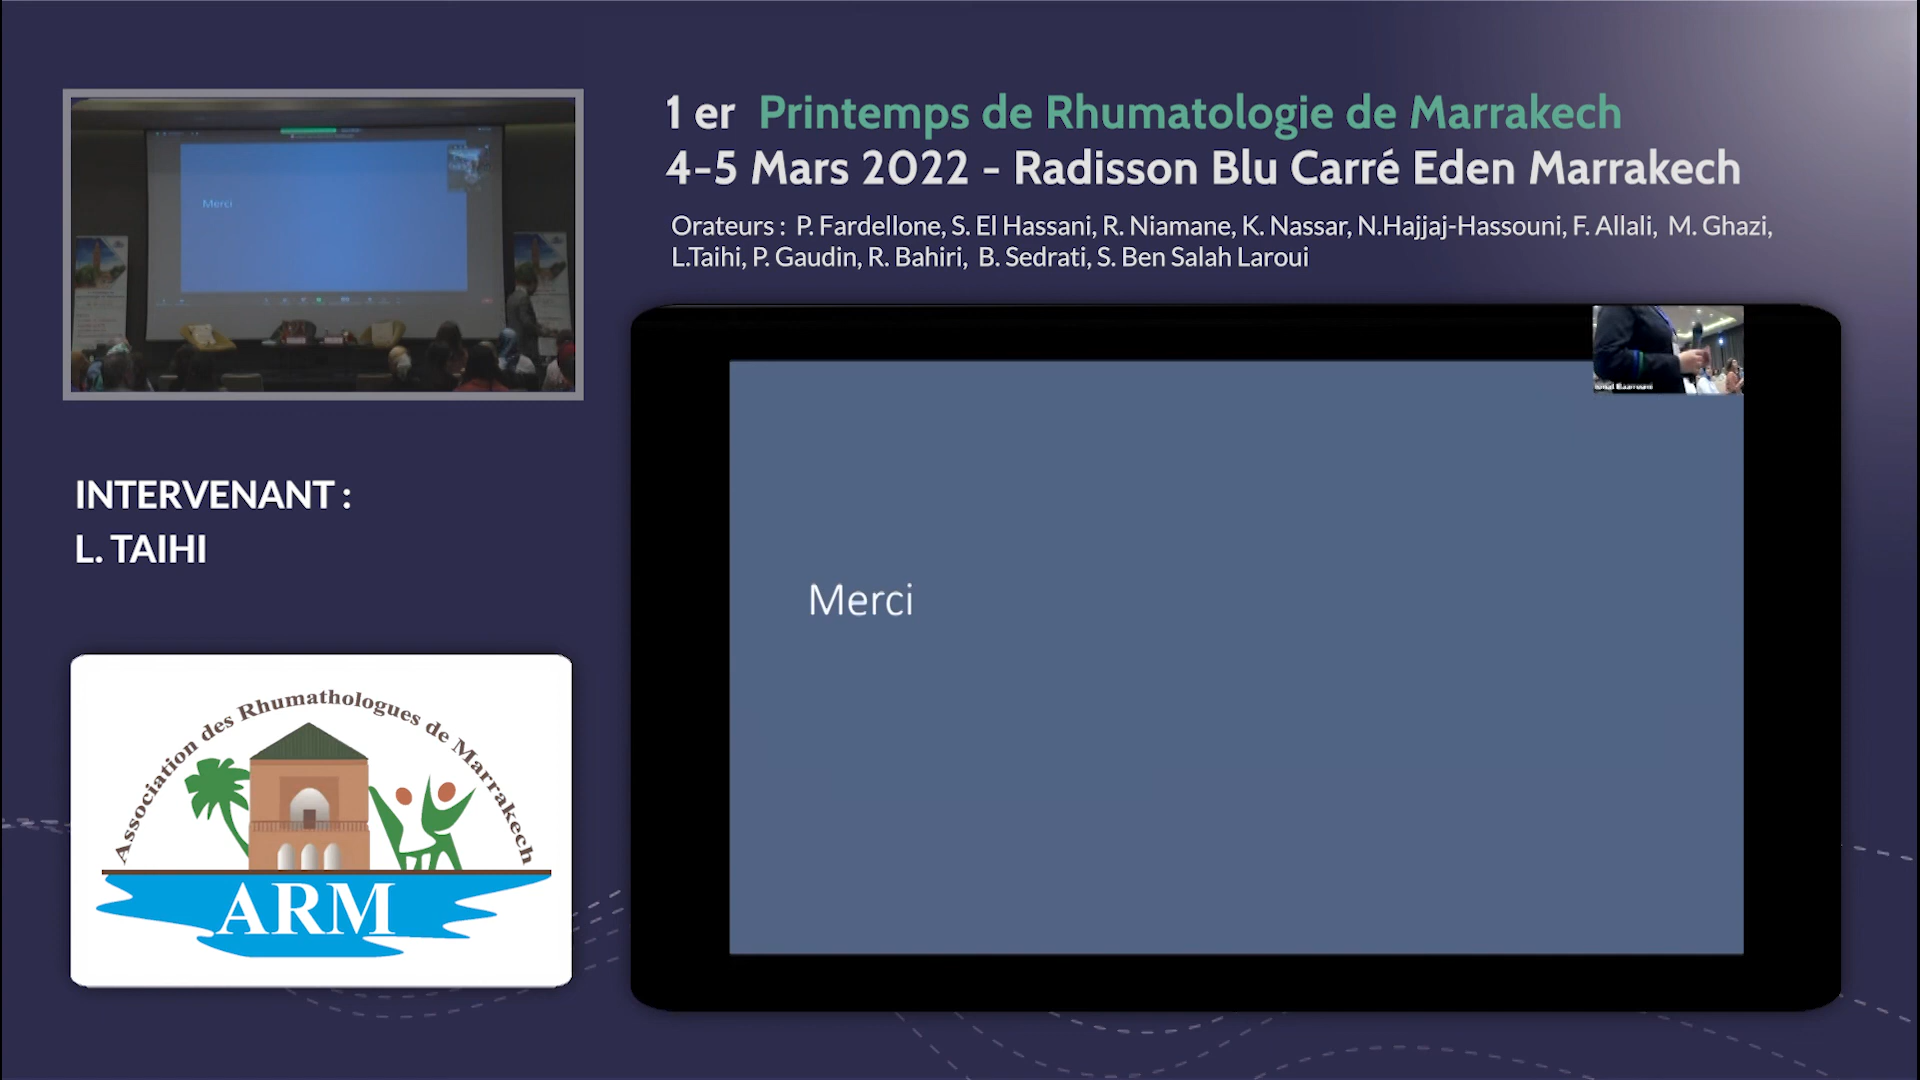 1 er Printemps de Rhumatologie de Marrakech
4-5 Mars 2022 - Radisson Blu Carré Eden Marrakech
Orateurs : P. Fardellone, S. El Hassani, R. Niamane, K. Nassar, N.Hajjaj-Hassouni, F. Allali, M. Ghazi,
L.Taihi, P. Gaudin, R. Bahiri, B. Sedrati, S. Ben Salah Laroui
Merci
INTERVENANT :
L. TAIHI
Merci
Association des Rhumathologues de Marrakech
ARM